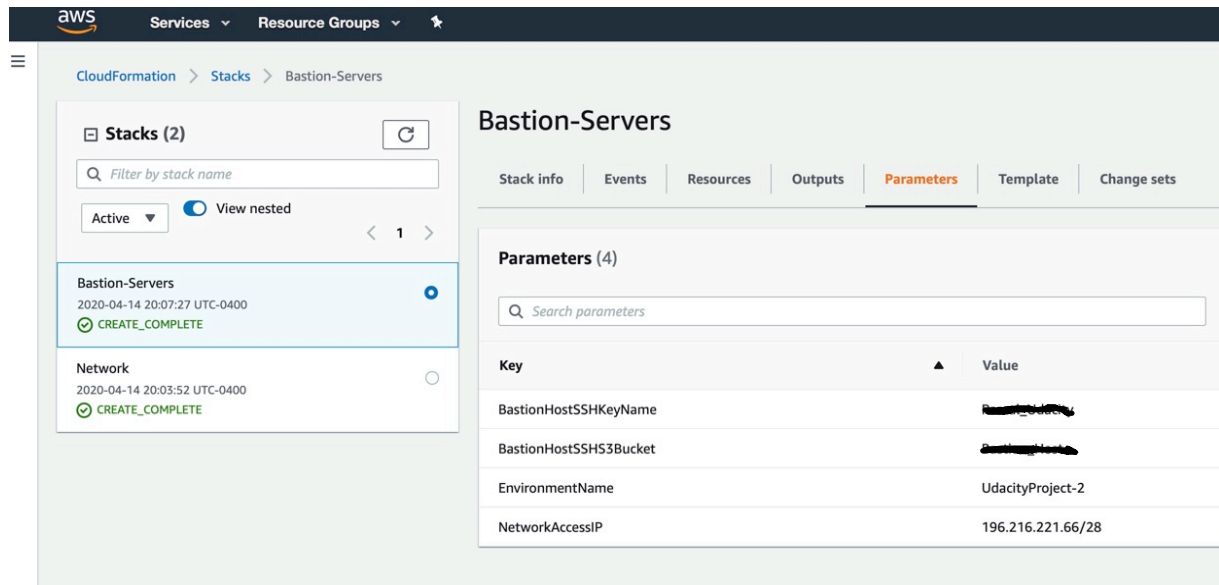 aws Services Resource Groups
CloudFormation > Stacks > Bastion-Servers
Stacks (2)
Filter by stack name
Active View nested
< 1 >
Bastion-Servers
2020-04-14 20:07:27 UTC-0400
CREATE_COMPLETE
Network
2020-04-14 20:03:52 UTC-0400
CREATE_COMPLETE
Bastion-Servers
Stack info Events Resources Outputs Parameters Template Change sets
Parameters (4)
Search parameters
Key Value
BastionHostSSHKeyName
BastionHostSSHS3Bucket
EnvironmentName UdacityProject-2
NetworkAccessIP 196.216.221.66/28